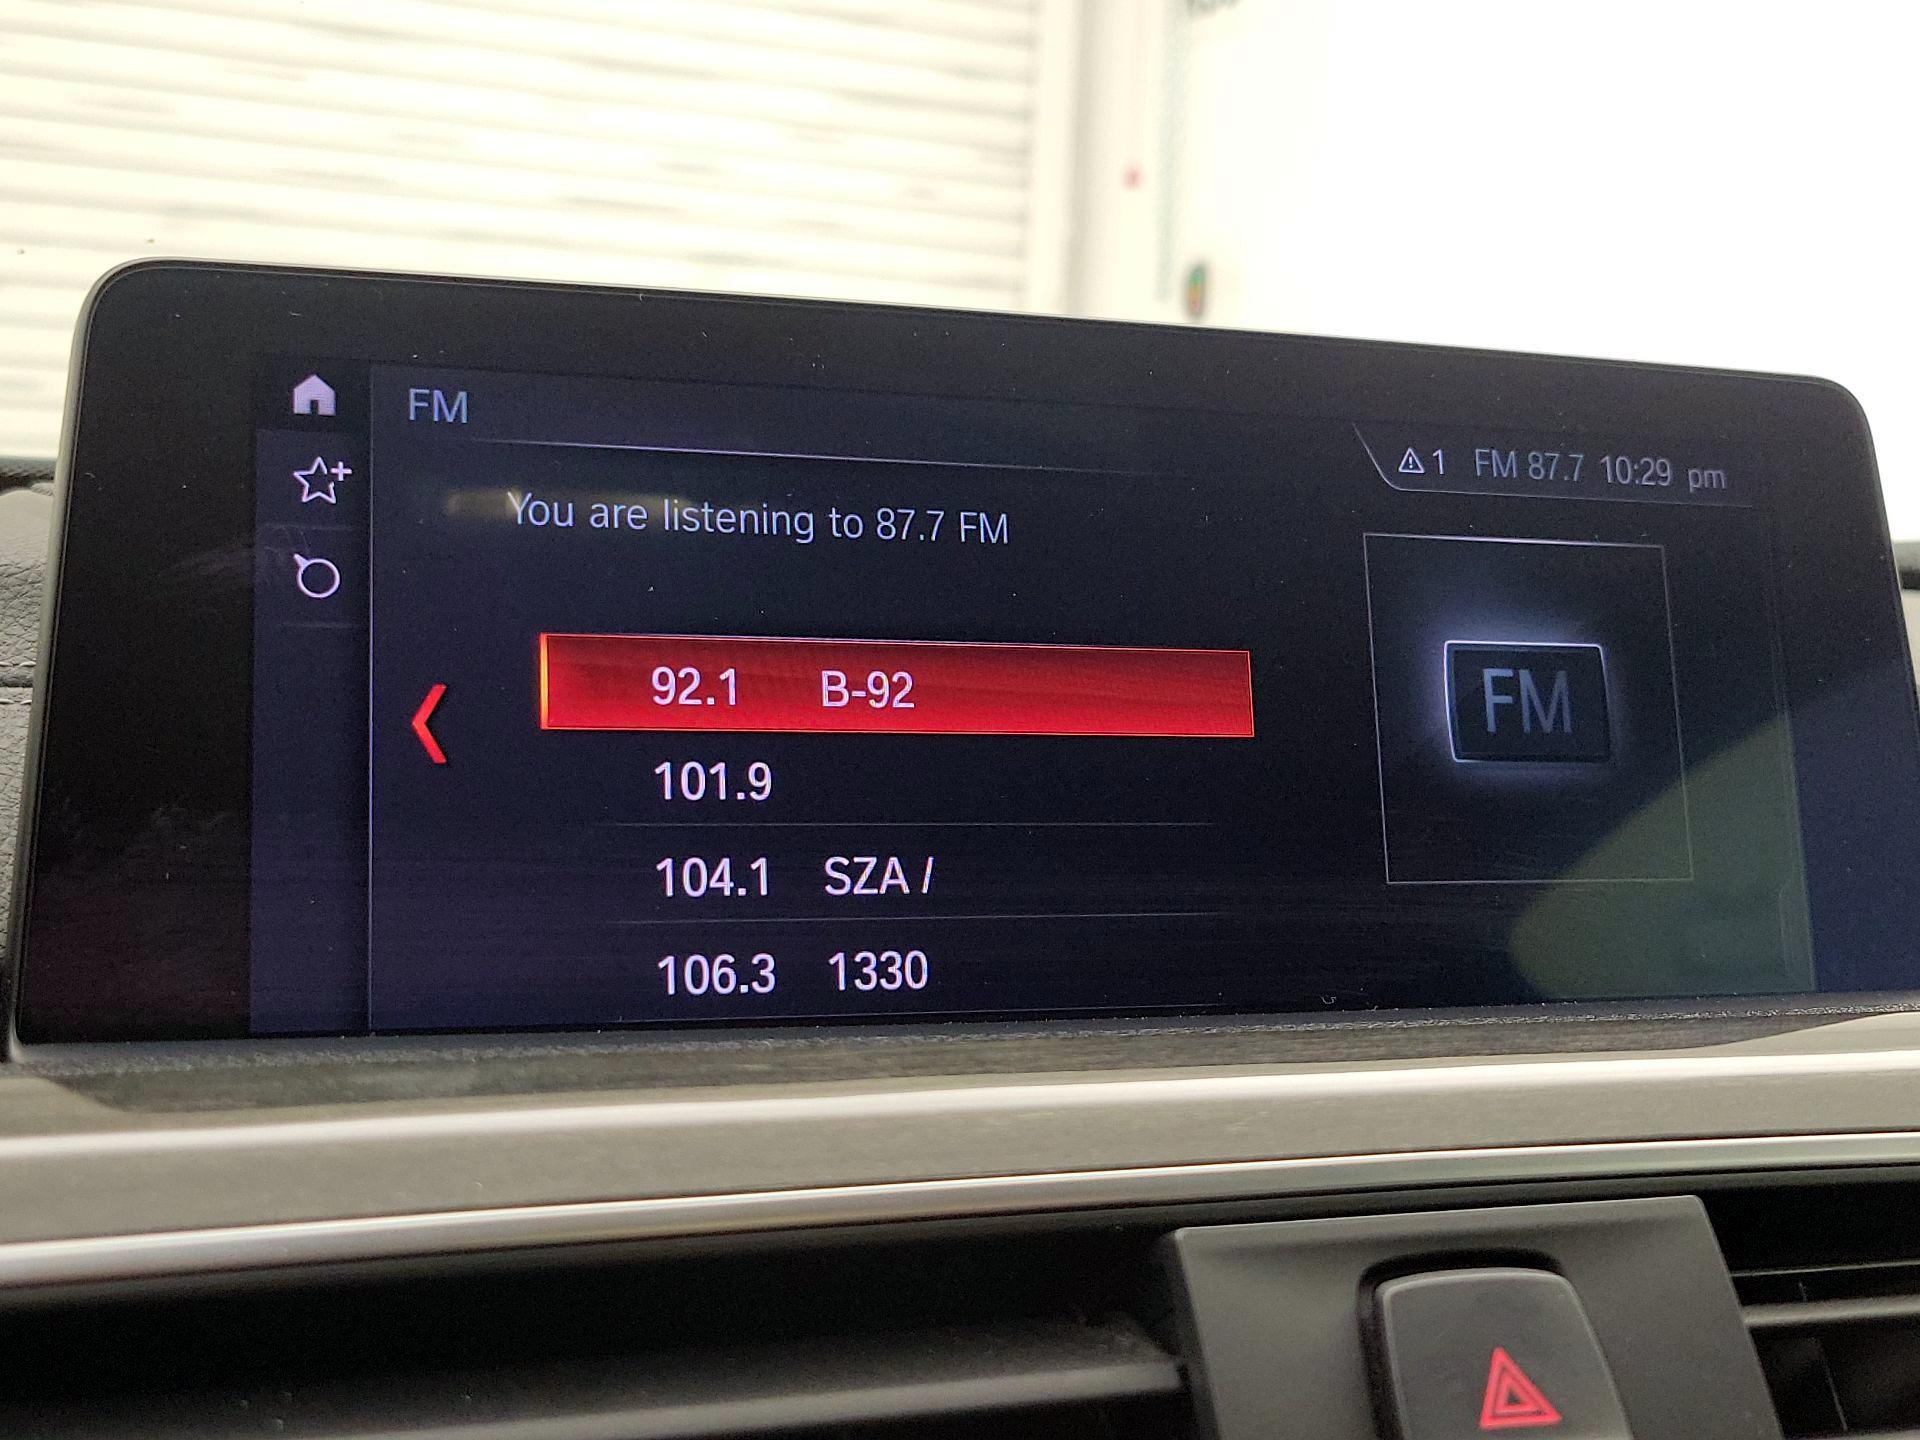 FM
1 FM 87.7 10:29 pm
You are listening to 87.7 FM
FM
92.1 B-92
101.9
104.1 SZA /
106.3 1330